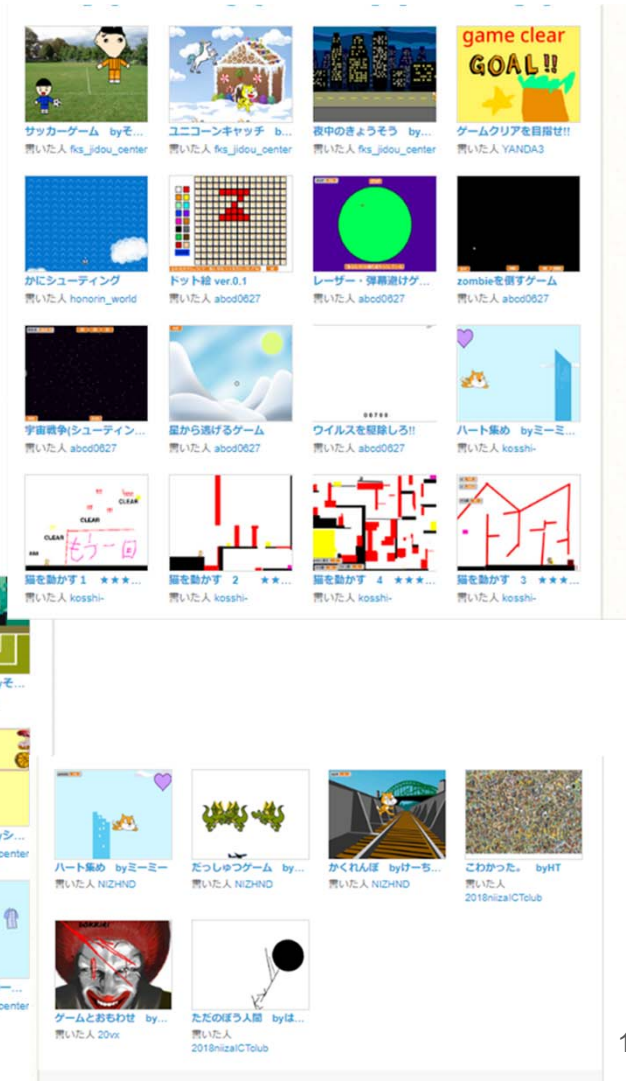 game clear
GOAL!!
サッカーゲーム byそ...
書いた人 fks_jidou_center
ユニコーンキャッチ b...
書いた人 fks_jidou_center
夜中のきょうそう by...
書いた人 fks_jidou_center
ゲームクリアを目指せ!!
書いた人 YANDA3
かにシューティング
書いた人 honorin_world
ドット絵 ver.0.1
書いた人 abcd0627
レーザー・弾幕避けゲ...
書いた人 abcd0627
zombieを倒すゲーム
書いた人 abcd0627
宇宙戦争(シューティン...
書いた人 abcd0627
星から逃げるゲーム
書いた人 abcd0627
ウイルスを駆除しろ!!
書いた人 abcd0627
ハート集め byミーミ...
書いた人 kosshi-
CLEAR
CLEAR
CLEAR
もう一回
猫を動かす 1 ★★★...
書いた人 kosshi-
猫を動かす 2 ★★...
書いた人 kosshi-
猫を動かす 4 ★★★...
書いた人 kosshi-
猫を動かす 3 ★★★...
書いた人 kosshi-
yそ...
yシ...
center
ー...
center
ハート集め byミーミー
書いた人 NIZHND
だっしゅつゲーム by...
書いた人 NIZHND
かくれんぼ byけーち...
書いた人 NIZHND
こわかった。 byHT
書いた人
2018niizaICTclub
ゲームとおもわせ by...
書いた人 20vx
ただのぼう人間 byは...
書いた人
2018niizaICTclub
1